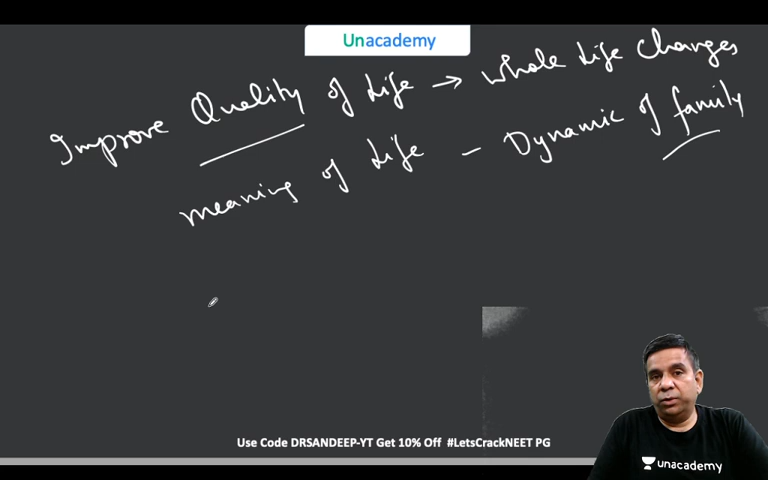 Unacademy
Improve Quality of Life → Whole Life Changes
meaning of Life - Dynamic of family
unacademy
Use Code DRSANDEEP-YT Get 10% Off #LetsCrackNEET PG